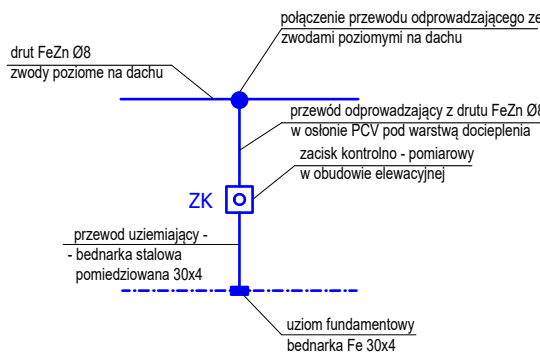 połączenie przewodu odprowadzającego ze
zwodami poziomymi na dachu
drut FeZn Ø8
zwody poziome na dachu
przewód odprowadzający z drutu FeZn Ø8
w osłonie PCV pod warstwą docieplenia
zacisk kontrolno - pomiarowy
w obudowie elewacyjnej
ZK
przewod uziemiający -
- bednarka stalowa
pomiedziowana 30x4
uziom fundamentowy
bednarka Fe 30x4